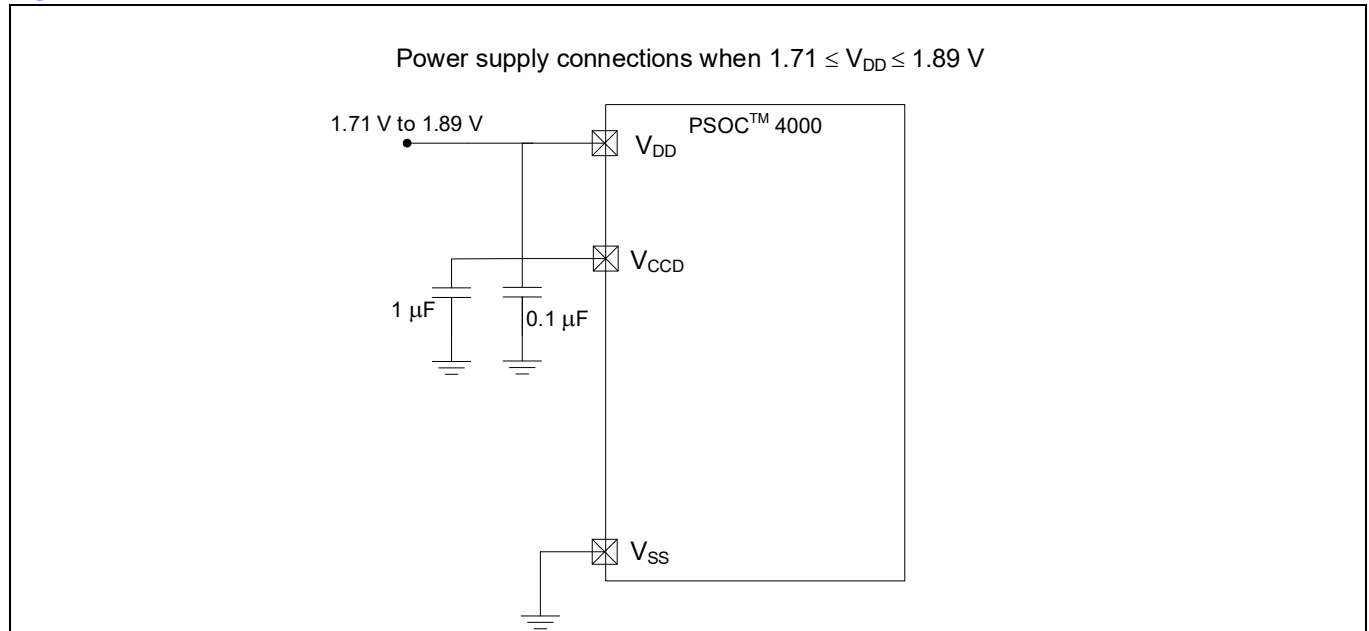 Power supply connections when 1.71 ≤ VDD ≤ 1.89 V
1.71 V to 1.89 V
PSOC™ 4000
VDD
VCCD
1 μF
0.1 μF
VSS